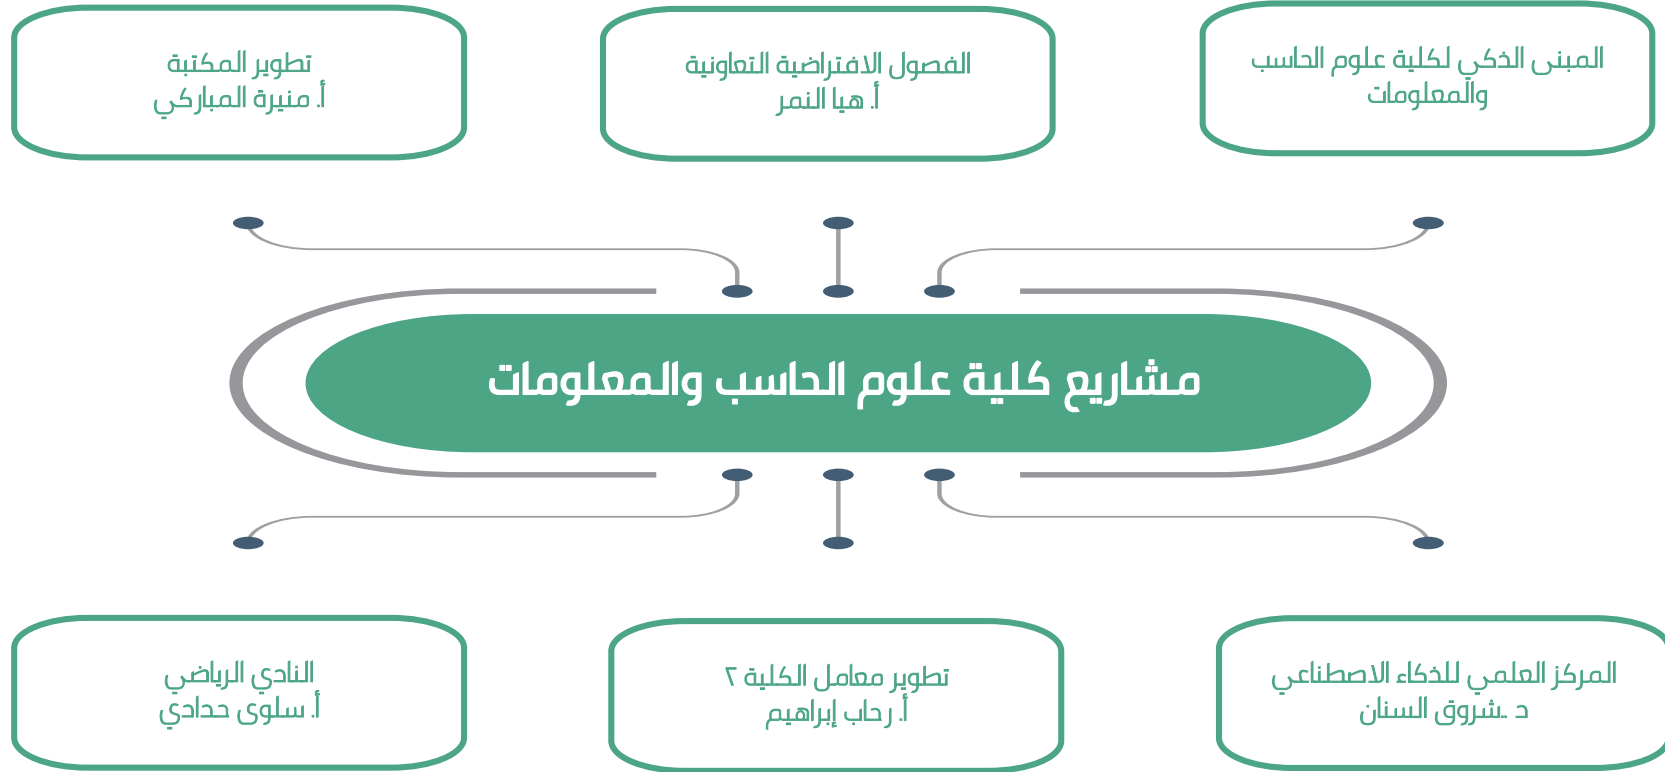 المبنى الذكي لكلية علوم الحاسب
والمعلومات
الفصول الافتراضية التعاونية
أ. هيا النمر
تطوير المكتبة
أ. منيرة المباركي
مشاريع كلية علوم الحاسب والمعلومات
المركز العلمي للذكاء الاصطناعي
د .شروق السنان
تطوير معامل الكلية ٢
أ. رحاب إبراهيم
النادي الرياضي
أ. سلوى حدادي